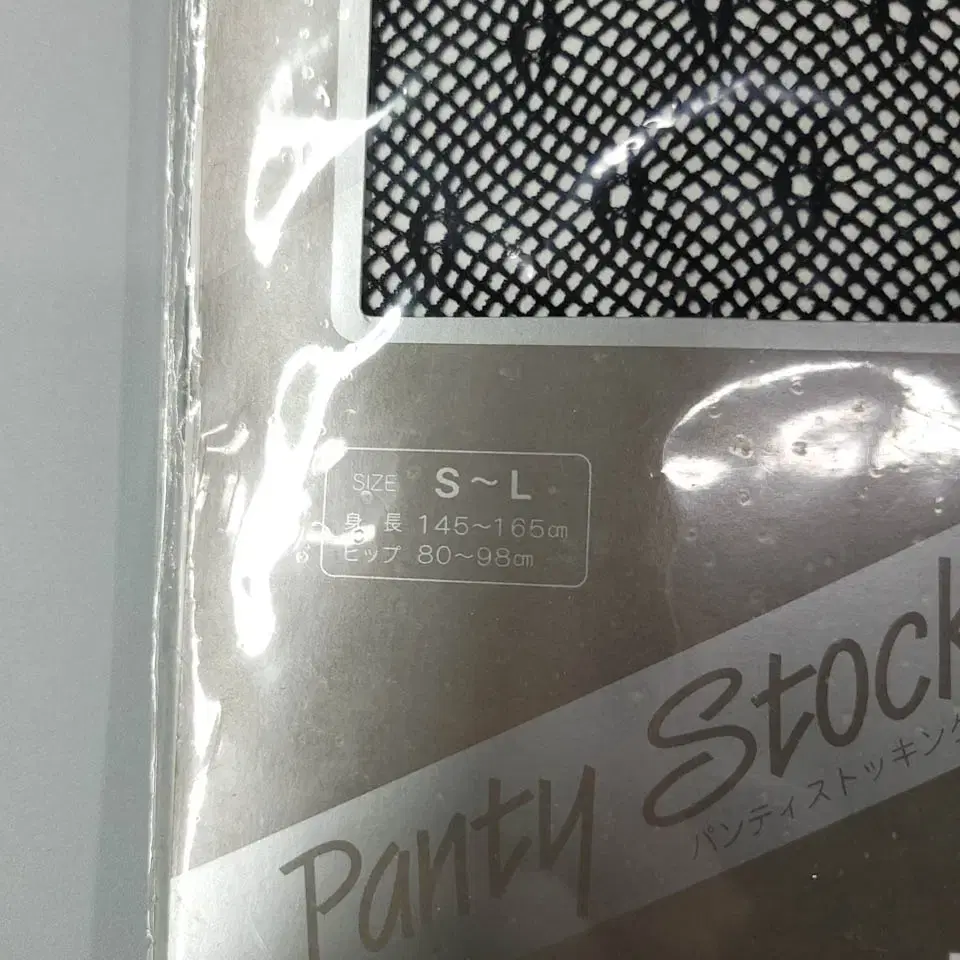 SIZE S～L
身長 145～165㎝
ヒップ 80～98㎝
Panty Stock
パンティストッキング